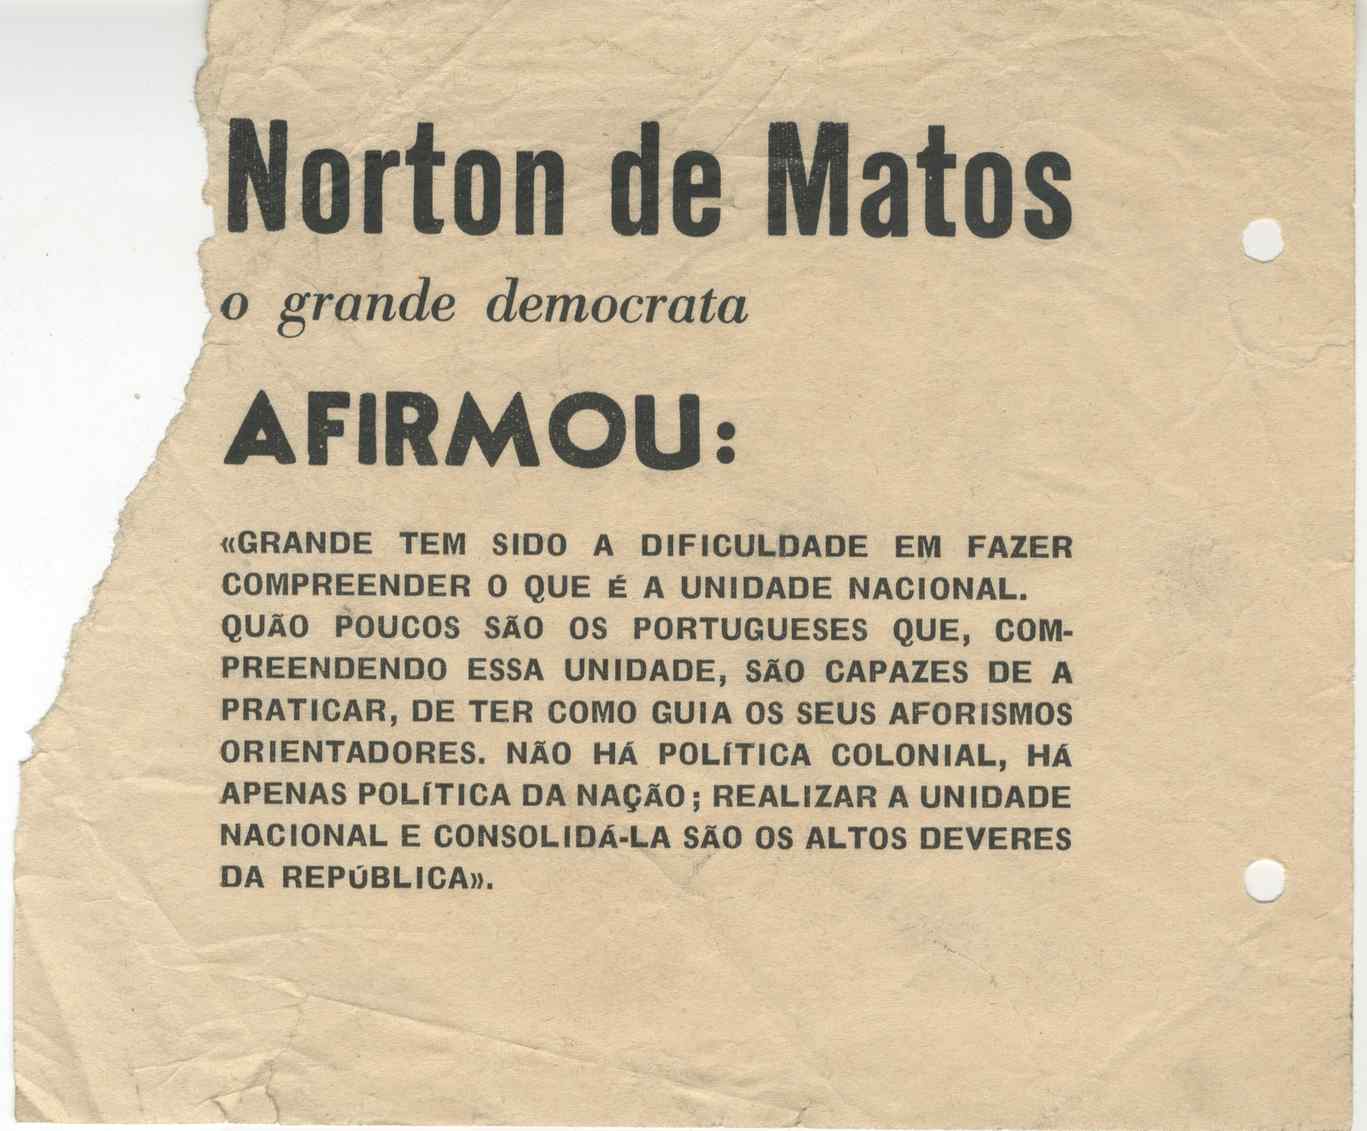 Norton de Matos
o grande democrata
AFIRMOU:
«GRANDE TEM SIDO A DIFICULDADE EM FAZER
COMPREENDER O QUE É A UNIDADE NACIONAL.
QUÃO POUCOS SÃO OS PORTUGUESES QUE, COM-
PREENDENDO ESSA UNIDADE, SÃO CAPAZES DE A
PRATICAR, DE TER COMO GUIA OS SEUS AFORISMOS
ORIENTADORES. NÃO HÁ POLÍTICA COLONIAL, HÁ
APENAS POLÍTICA DA NAÇÃO; REALIZAR A UNIDADE
NACIONAL E CONSOLIDÁ-LA SÃO OS ALTOS DEVERES
DA REPÚBLICA».